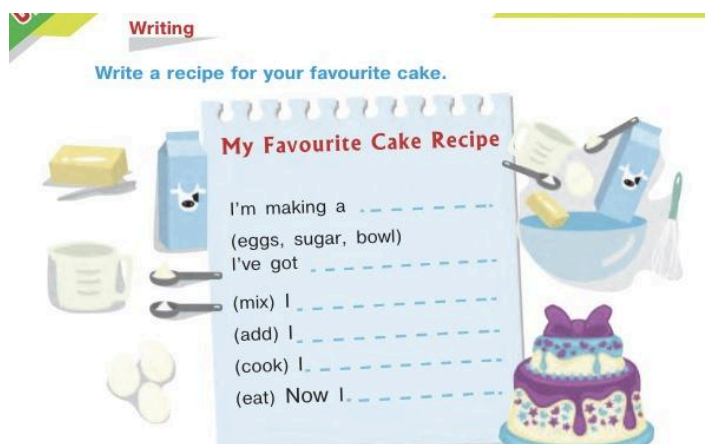 Writing
Write a recipe for your favourite cake.
My Favourite Cake Recipe
I'm making a
(eggs, sugar, bowl)
I've got
(mix) I
(add) I
(cook) I
(eat) Now I